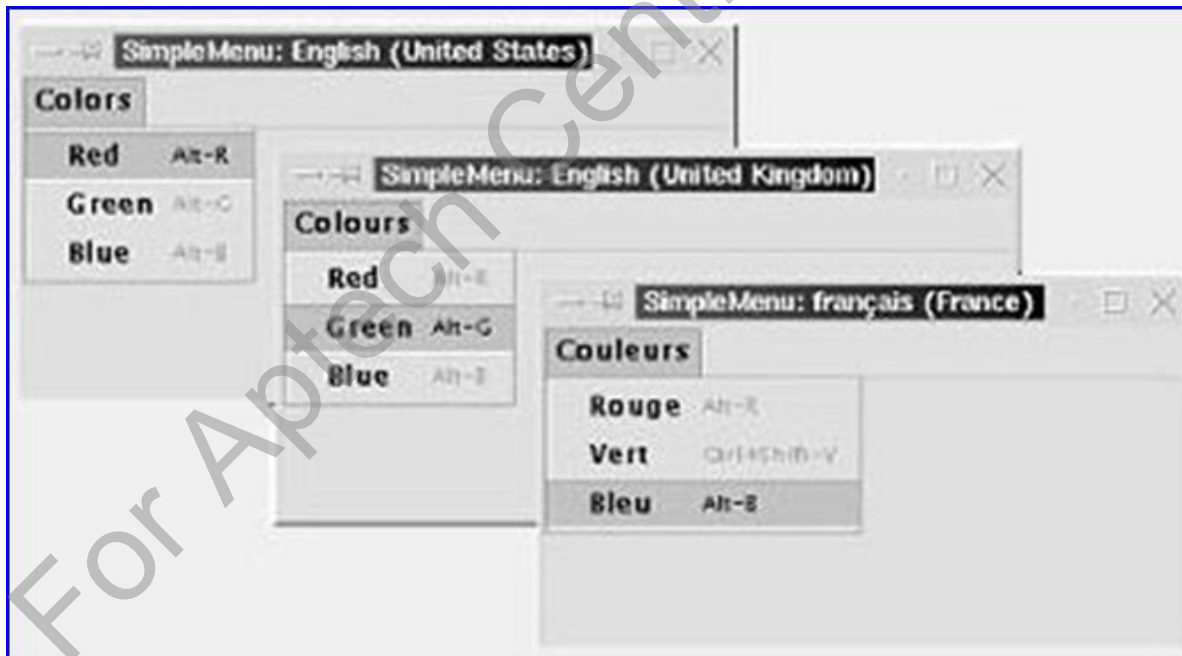 SimpleMenu: English (United States)
Colors
Red Alt-R
Green Alt-G
Blue Alt-B
SimpleMenu: English (United Kingdom)
Colours
Red Alt-R
Green Alt-G
Blue Alt-B
SimpleMenu: français (France)
Couleurs
Rouge Alt-R
Vert Ctrl+Shift-V
Bleu Alt-B
For Aptech Cent